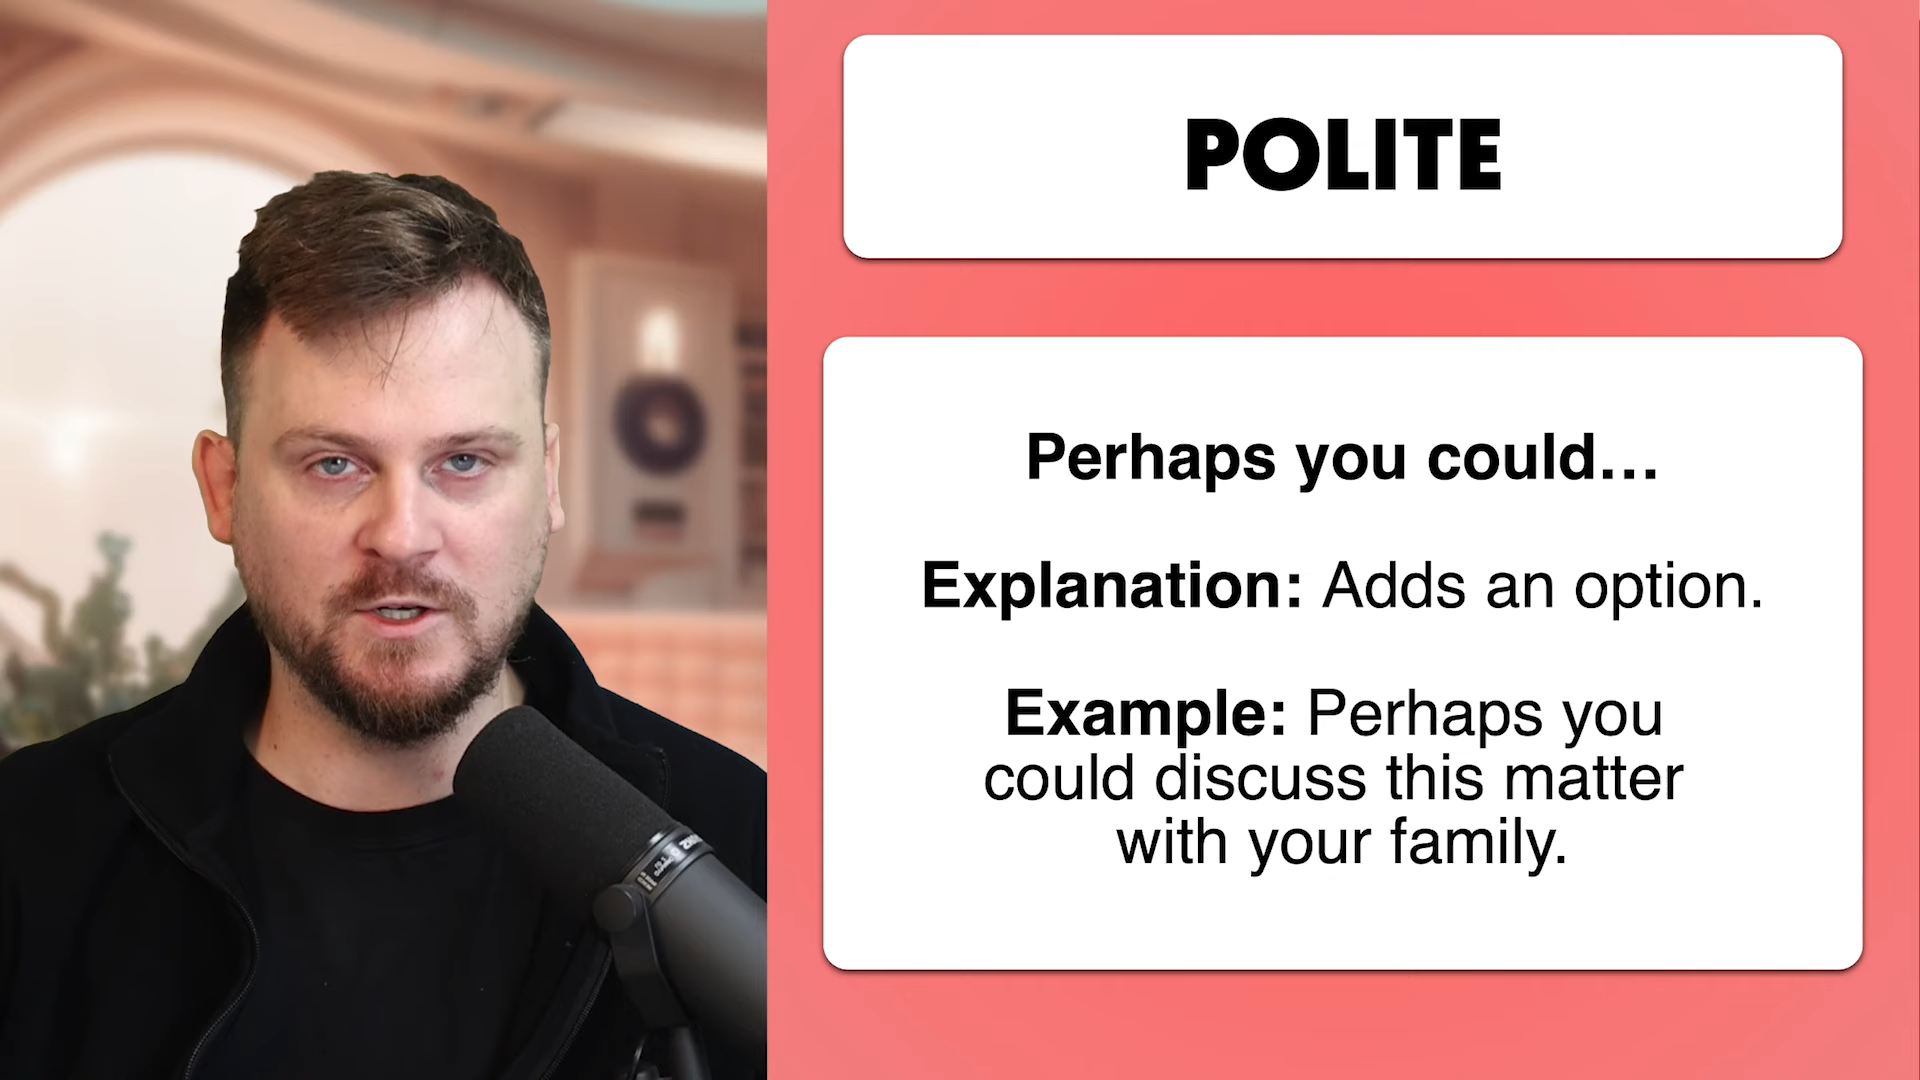 POLITE
Perhaps you could...
Explanation: Adds an option.
Example: Perhaps you
could discuss this matter
with your family.